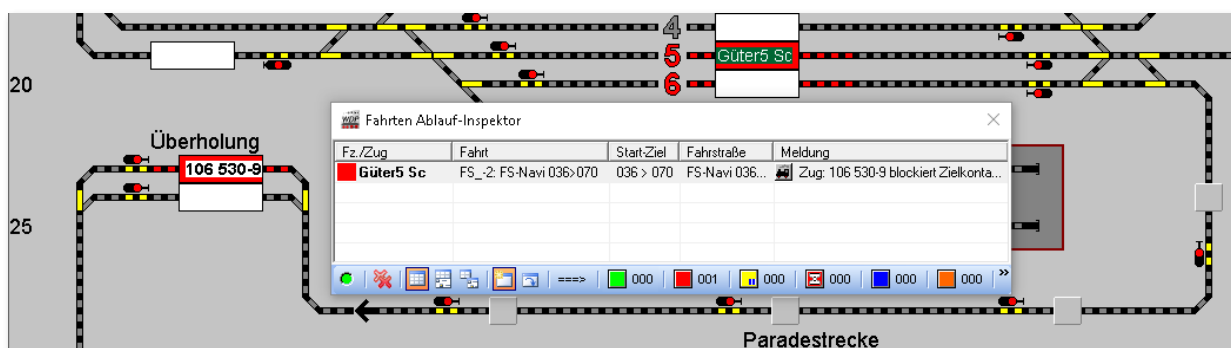 4
5
Güter5 Sc
6
20
WDP Fahrten Ablauf-Inspektor
Überholung
Fz./Zug Fahrt Start-Ziel Fahrstraße Meldung
106 530-9
Güter5 Sc FS_-2: FS-Navi 036>070 036 > 070 FS-Navi 036... Zug: 106 530-9 blockiert Zielkonta...
25
===> 000 001 000 000 000 000 »
Paradestrecke